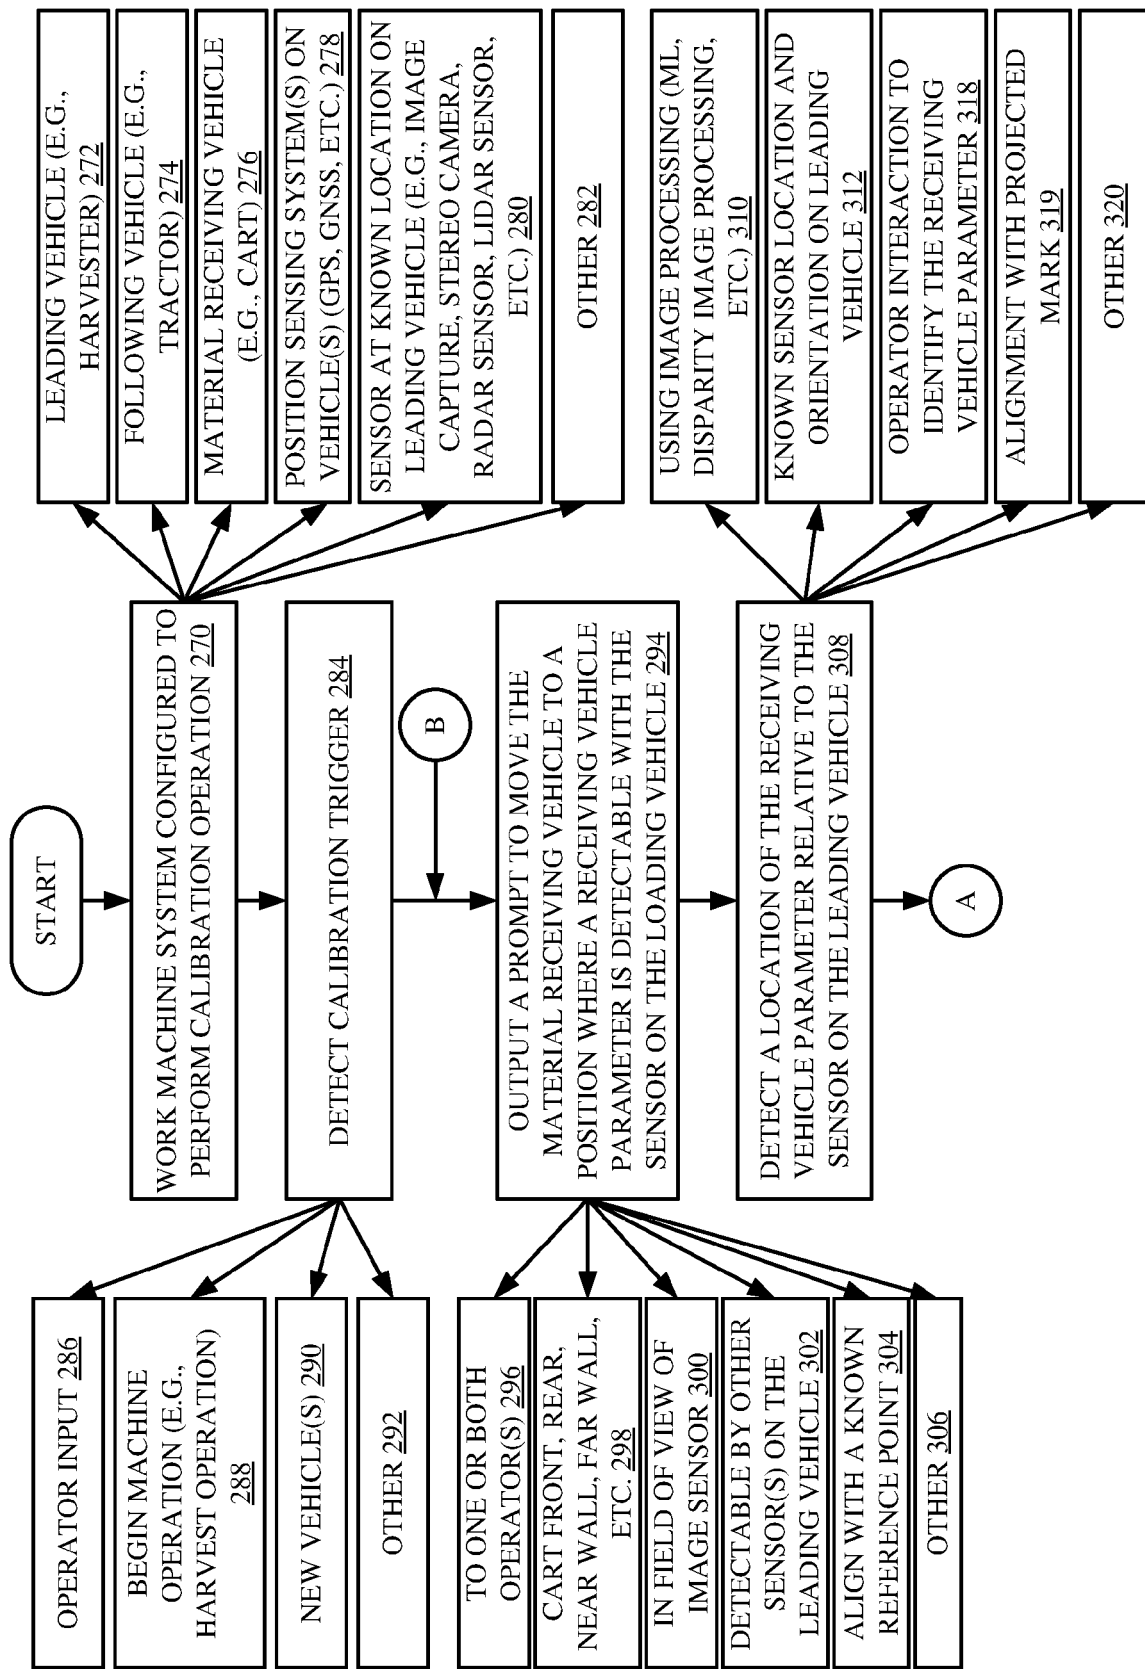 START
WORK MACHINE SYSTEM CONFIGURED TO
PERFORM CALIBRATION OPERATION 270
LEADING VEHICLE (E.G.,
HARVESTER) 272
FOLLOWING VEHICLE (E.G.,
TRACTOR) 274
MATERIAL RECEIVING VEHICLE
(E.G., CART) 276
POSITION SENSING SYSTEM(S) ON
VEHICLE(S) (GPS, GNSS, ETC.) 278
SENSOR AT KNOWN LOCATION ON
LEADING VEHICLE (E.G., IMAGE
CAPTURE, STEREO CAMERA,
RADAR SENSOR, LIDAR SENSOR,
ETC.) 280
OTHER 282
DETECT CALIBRATION TRIGGER 284
OPERATOR INPUT 286
BEGIN MACHINE
OPERATION (E.G.,
HARVEST OPERATION)
288
NEW VEHICLE(S) 290
OTHER 292
B
OUTPUT A PROMPT TO MOVE THE
MATERIAL RECEIVING VEHICLE TO A
POSITION WHERE A RECEIVING VEHICLE
PARAMETER IS DETECTABLE WITH THE
SENSOR ON THE LOADING VEHICLE 294
TO ONE OR BOTH
OPERATOR(S) 296
CART FRONT, REAR,
NEAR WALL, FAR WALL,
ETC. 298
IN FIELD OF VIEW OF
IMAGE SENSOR 300
DETECTABLE BY OTHER
SENSOR(S) ON THE
LEADING VEHICLE 302
ALIGN WITH A KNOWN
REFERENCE POINT 304
OTHER 306
DETECT A LOCATION OF THE RECEIVING
VEHICLE PARAMETER RELATIVE TO THE
SENSOR ON THE LEADING VEHICLE 308
USING IMAGE PROCESSING (ML,
DISPARITY IMAGE PROCESSING,
ETC.) 310
KNOWN SENSOR LOCATION AND
ORIENTATION ON LEADING
VEHICLE 312
OPERATOR INTERACTION TO
IDENTIFY THE RECEIVING
VEHICLE PARAMETER 318
ALIGNMENT WITH PROJECTED
MARK 319
OTHER 320
A